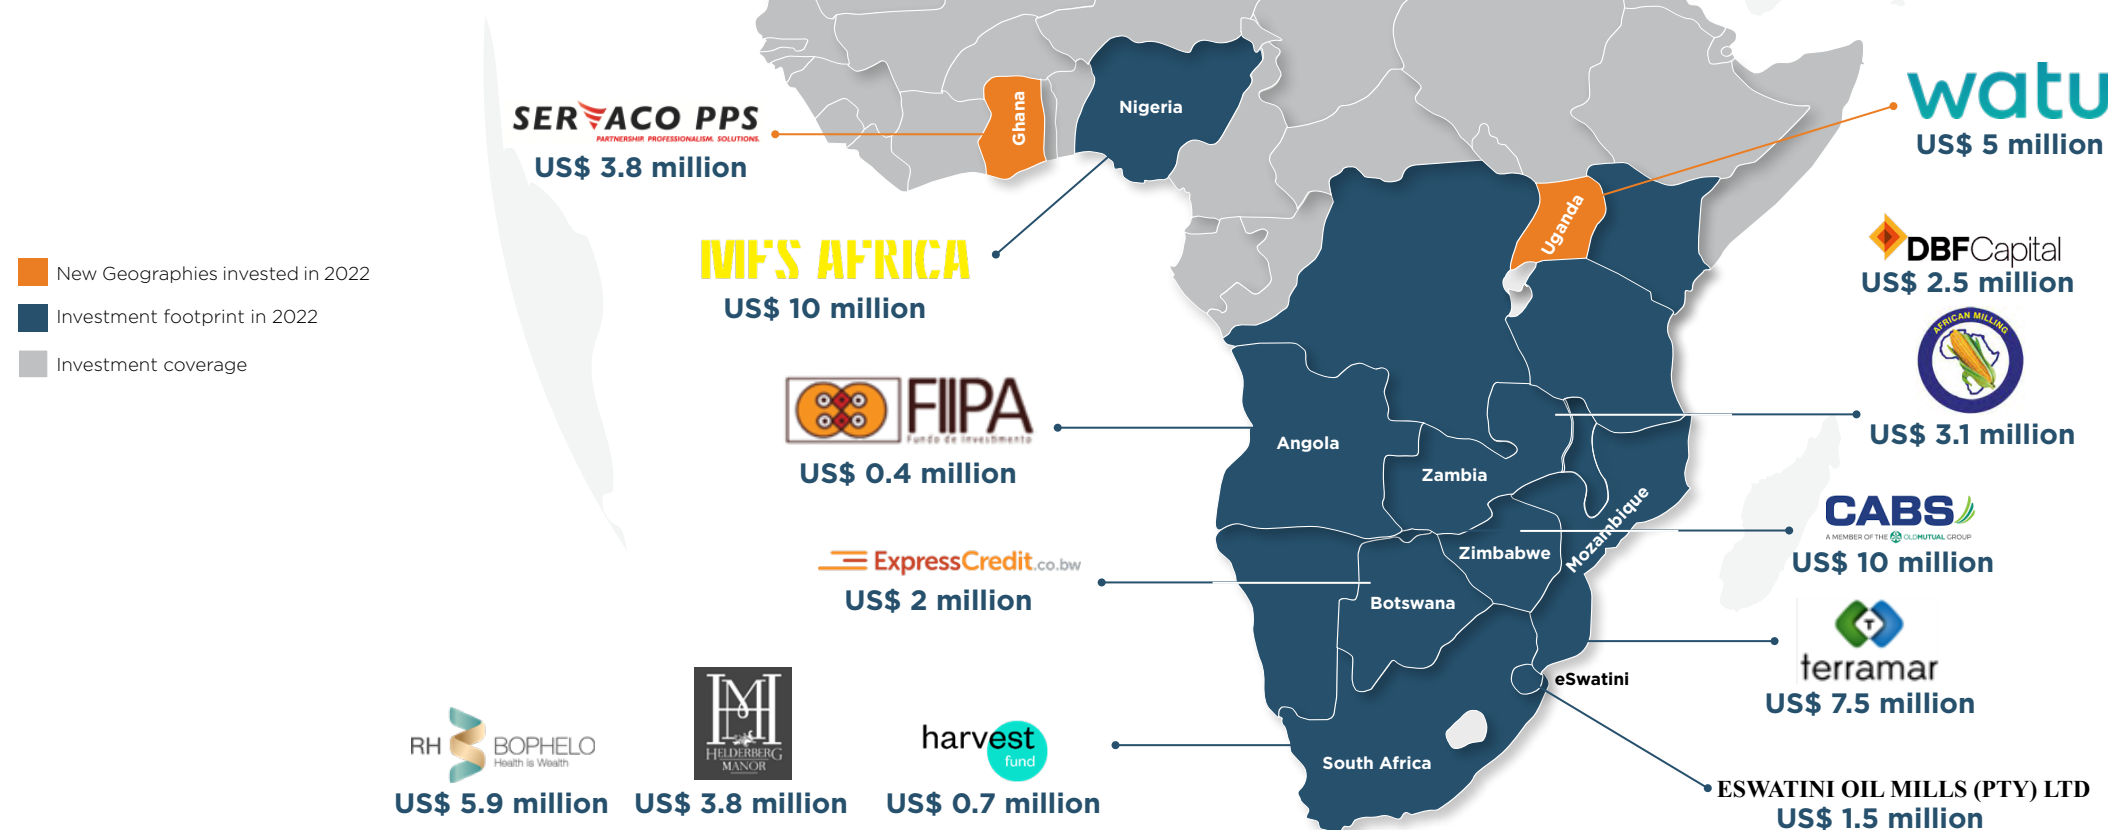 SERVACO PPS
PARTNERSHIP. PROFESSIONALISM. SOLUTIONS.
US$ 3.8 million
Ghana
Nigeria
watu
US$ 5 million
Uganda
MFS AFRICA
US$ 10 million
DBFCapital
US$ 2.5 million
New Geographies invested in 2022
Investment footprint in 2022
Investment coverage
AFRICAN MILLING
US$ 3.1 million
FIIPA
Fundo de Investimento
US$ 0.4 million
Angola
Zambia
Mozambique
CABS
A MEMBER OF THE OLDMUTUAL GROUP
US$ 10 million
Zimbabwe
ExpressCredit.co.bw
US$ 2 million
Botswana
T
terramar
US$ 7.5 million
eSwatini
RH BOPHELO
Health is Wealth
US$ 5.9 million
HM
HELDERBERG
MANOR
US$ 3.8 million
harvest
fund
US$ 0.7 million
South Africa
ESWATINI OIL MILLS (PTY) LTD
US$ 1.5 million